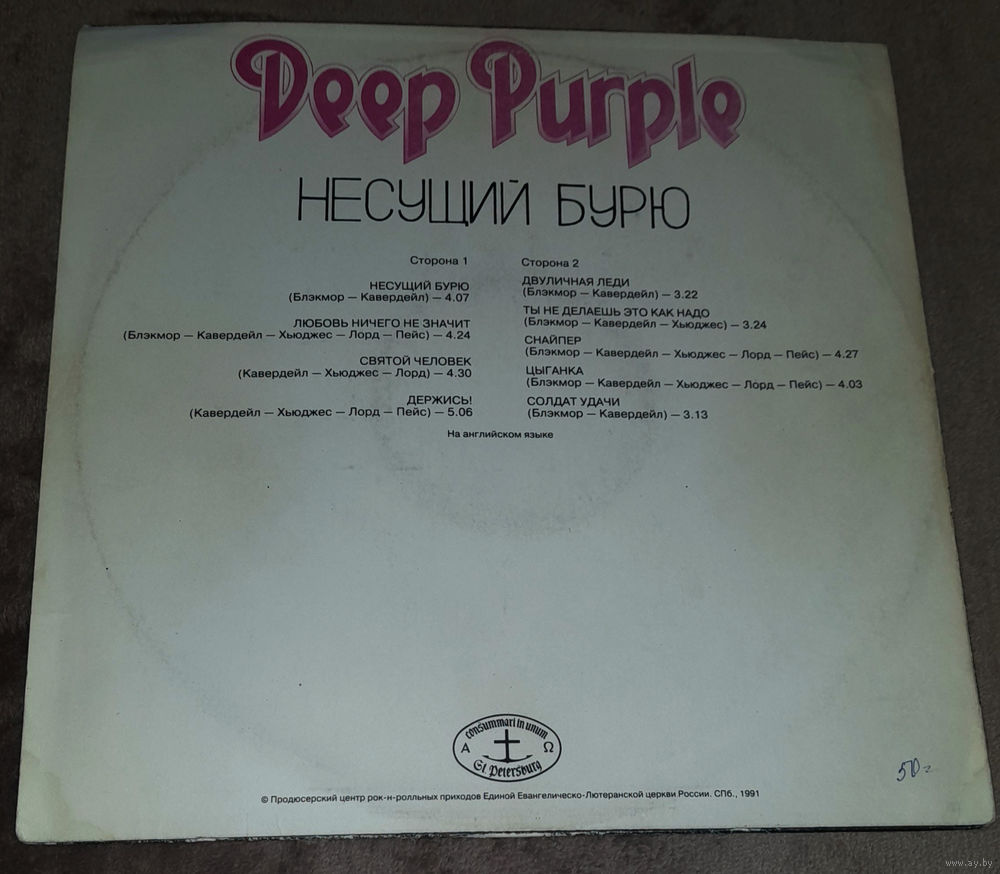 Deep Purple
НЕСУЩИЙ БУРЮ
Сторона 1
НЕСУЩИЙ БУРЮ
(Блэкмор — Кавердейл) — 4.07
ЛЮБОВЬ НИЧЕГО НЕ ЗНАЧИТ
(Блэкмор — Кавердейл — Хьюджес — Лорд — Пейс) — 4.24
СВЯТОЙ ЧЕЛОВЕК
(Кавердейл — Хьюджес — Лорд) — 4.30
ДЕРЖИСЬ!
(Кавердейл — Хьюджес — Лорд — Пейс) — 5.06
Сторона 2
ДВУЛИЧНАЯ ЛЕДИ
(Блэкмор — Кавердейл) — 3.22
ТЫ НЕ ДЕЛАЕШЬ ЭТО КАК НАДО
(Блэкмор — Кавердейл — Хьюджес) — 3.24
СНАЙПЕР
(Блэкмор — Кавердейл — Хьюджес — Лорд — Пейс) — 4.27
ЦЫГАНКА
(Блэкмор — Кавердейл — Хьюджес — Лорд — Пейс) — 4.03
СОЛДАТ УДАЧИ
(Блэкмор — Кавердейл) — 3.13
На английском языке
consummari in unum
Α Ω
St. Petersburg
50-
© Продюсерский центр рок-н-ролльных приходов Единой Евангелическо-Лютеранской церкви России. СПб., 1991
www.ay.by